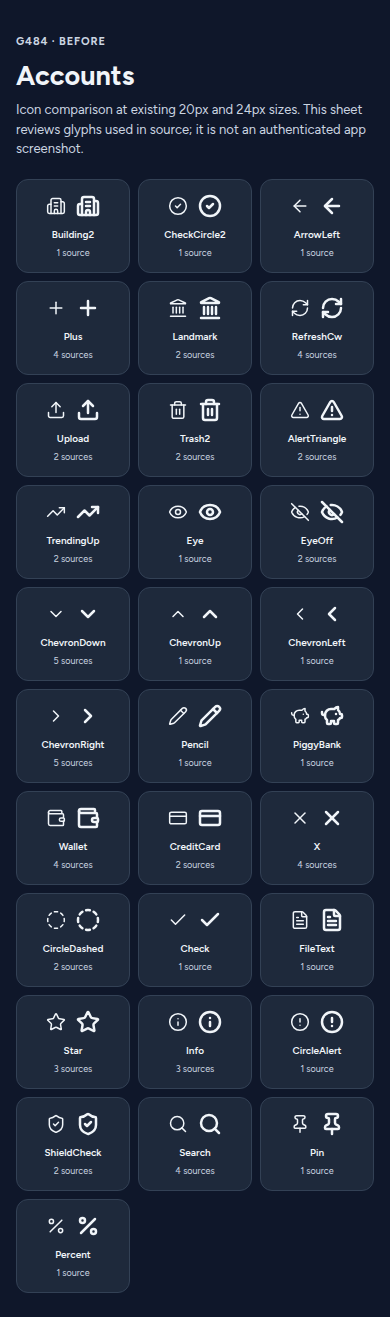 G484 · BEFORE
Accounts
Icon comparison at existing 20px and 24px sizes. This sheet
reviews glyphs used in source; it is not an authenticated app
screenshot.
Building2
1 source
CheckCircle2
1 source
ArrowLeft
1 source
Plus
4 sources
Landmark
2 sources
RefreshCw
4 sources
Upload
2 sources
Trash2
2 sources
AlertTriangle
2 sources
TrendingUp
2 sources
Eye
1 source
EyeOff
2 sources
ChevronDown
5 sources
ChevronUp
1 source
ChevronLeft
1 source
ChevronRight
5 sources
Pencil
1 source
PiggyBank
1 source
Wallet
4 sources
CreditCard
2 sources
X
4 sources
CircleDashed
2 sources
Check
1 source
FileText
1 source
Star
3 sources
Info
3 sources
CircleAlert
1 source
ShieldCheck
2 sources
Search
4 sources
Pin
1 source
Percent
1 source